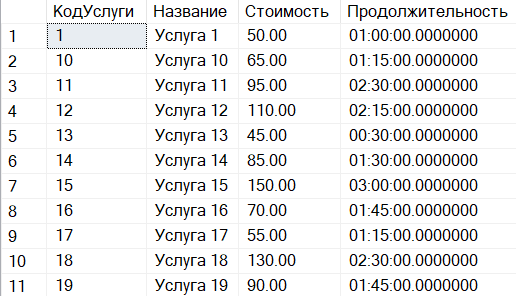 КодУслуги Название Стоимость Продолжительность
1 1 Услуга 1 50.00 01:00:00.0000000
2 10 Услуга 10 65.00 01:15:00.0000000
3 11 Услуга 11 95.00 02:30:00.0000000
4 12 Услуга 12 110.00 02:15:00.0000000
5 13 Услуга 13 45.00 00:30:00.0000000
6 14 Услуга 14 85.00 01:30:00.0000000
7 15 Услуга 15 150.00 03:00:00.0000000
8 16 Услуга 16 70.00 01:45:00.0000000
9 17 Услуга 17 55.00 01:15:00.0000000
10 18 Услуга 18 130.00 02:30:00.0000000
11 19 Услуга 19 90.00 01:45:00.0000000